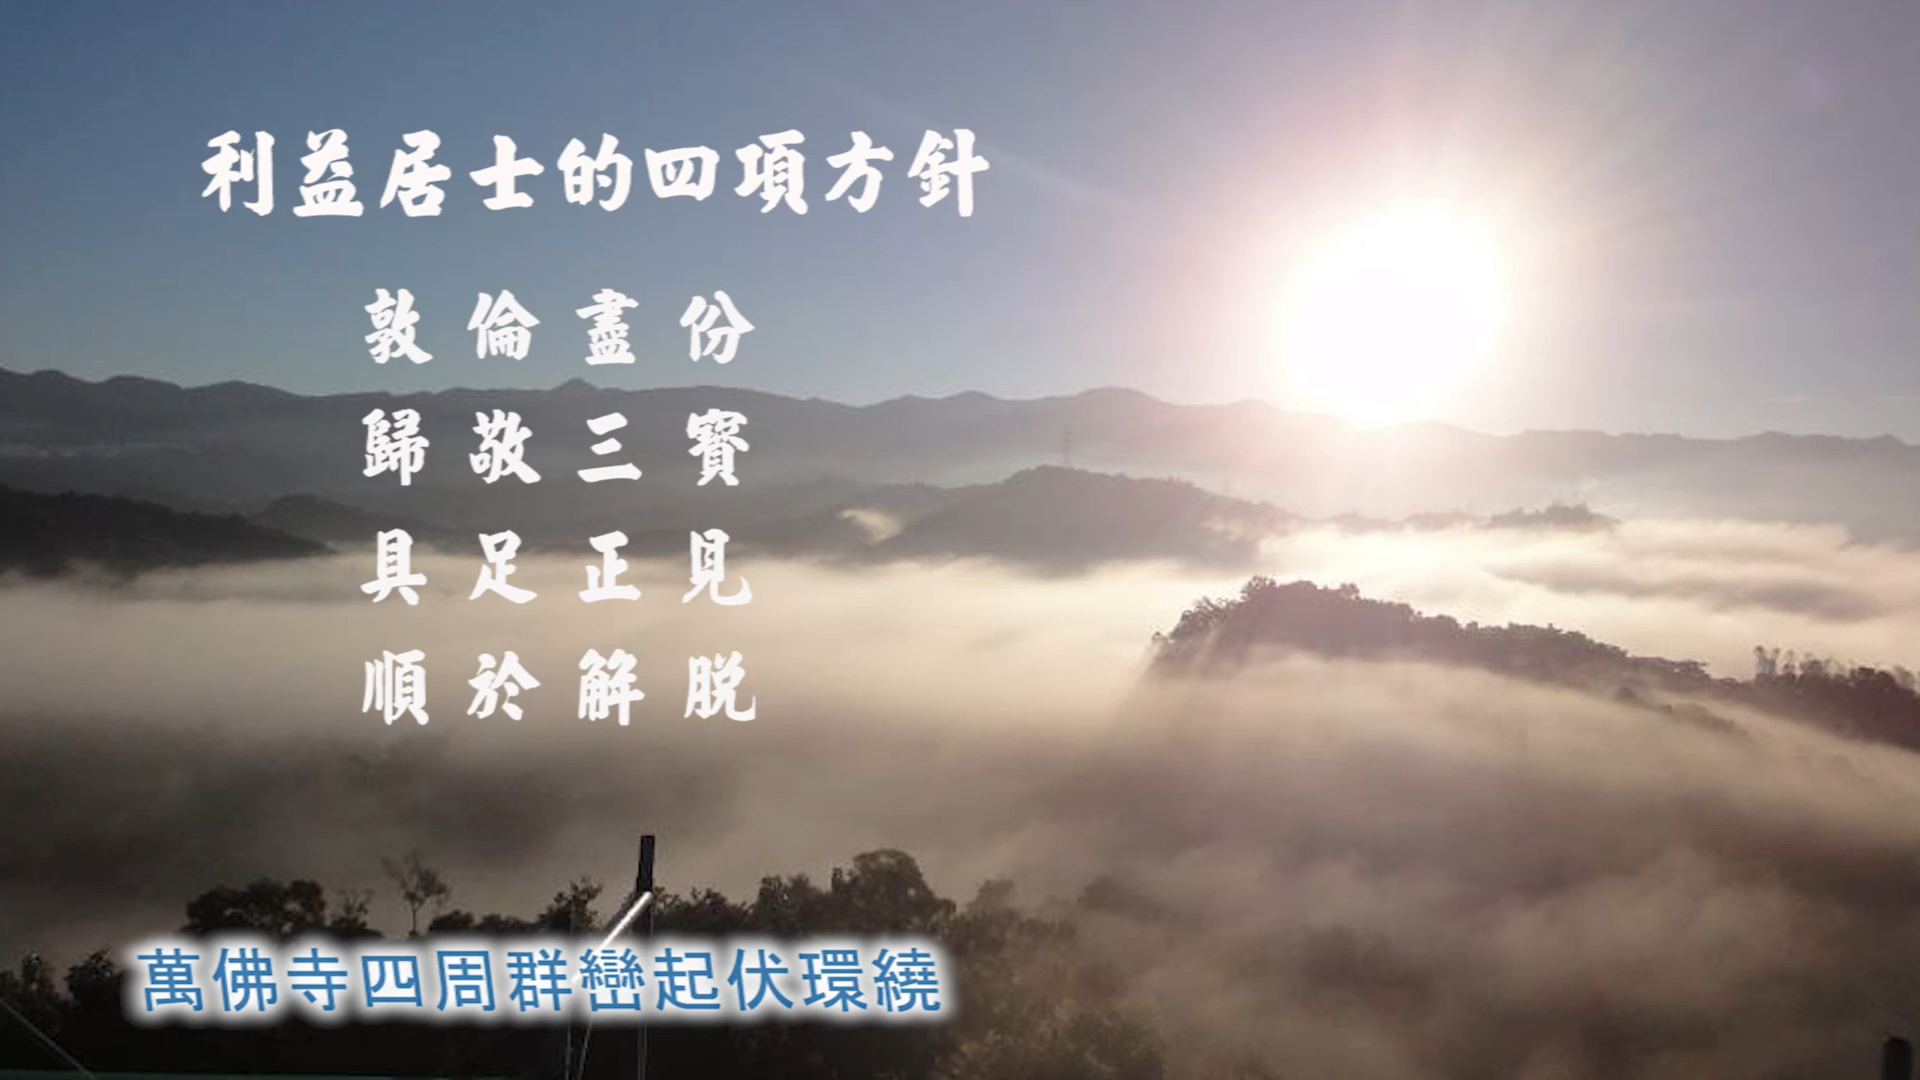 利益居士的四項方針
敦倫盡份
歸敬三寶
具足正見
順於解脱
萬佛寺四周群巒起伏環繞